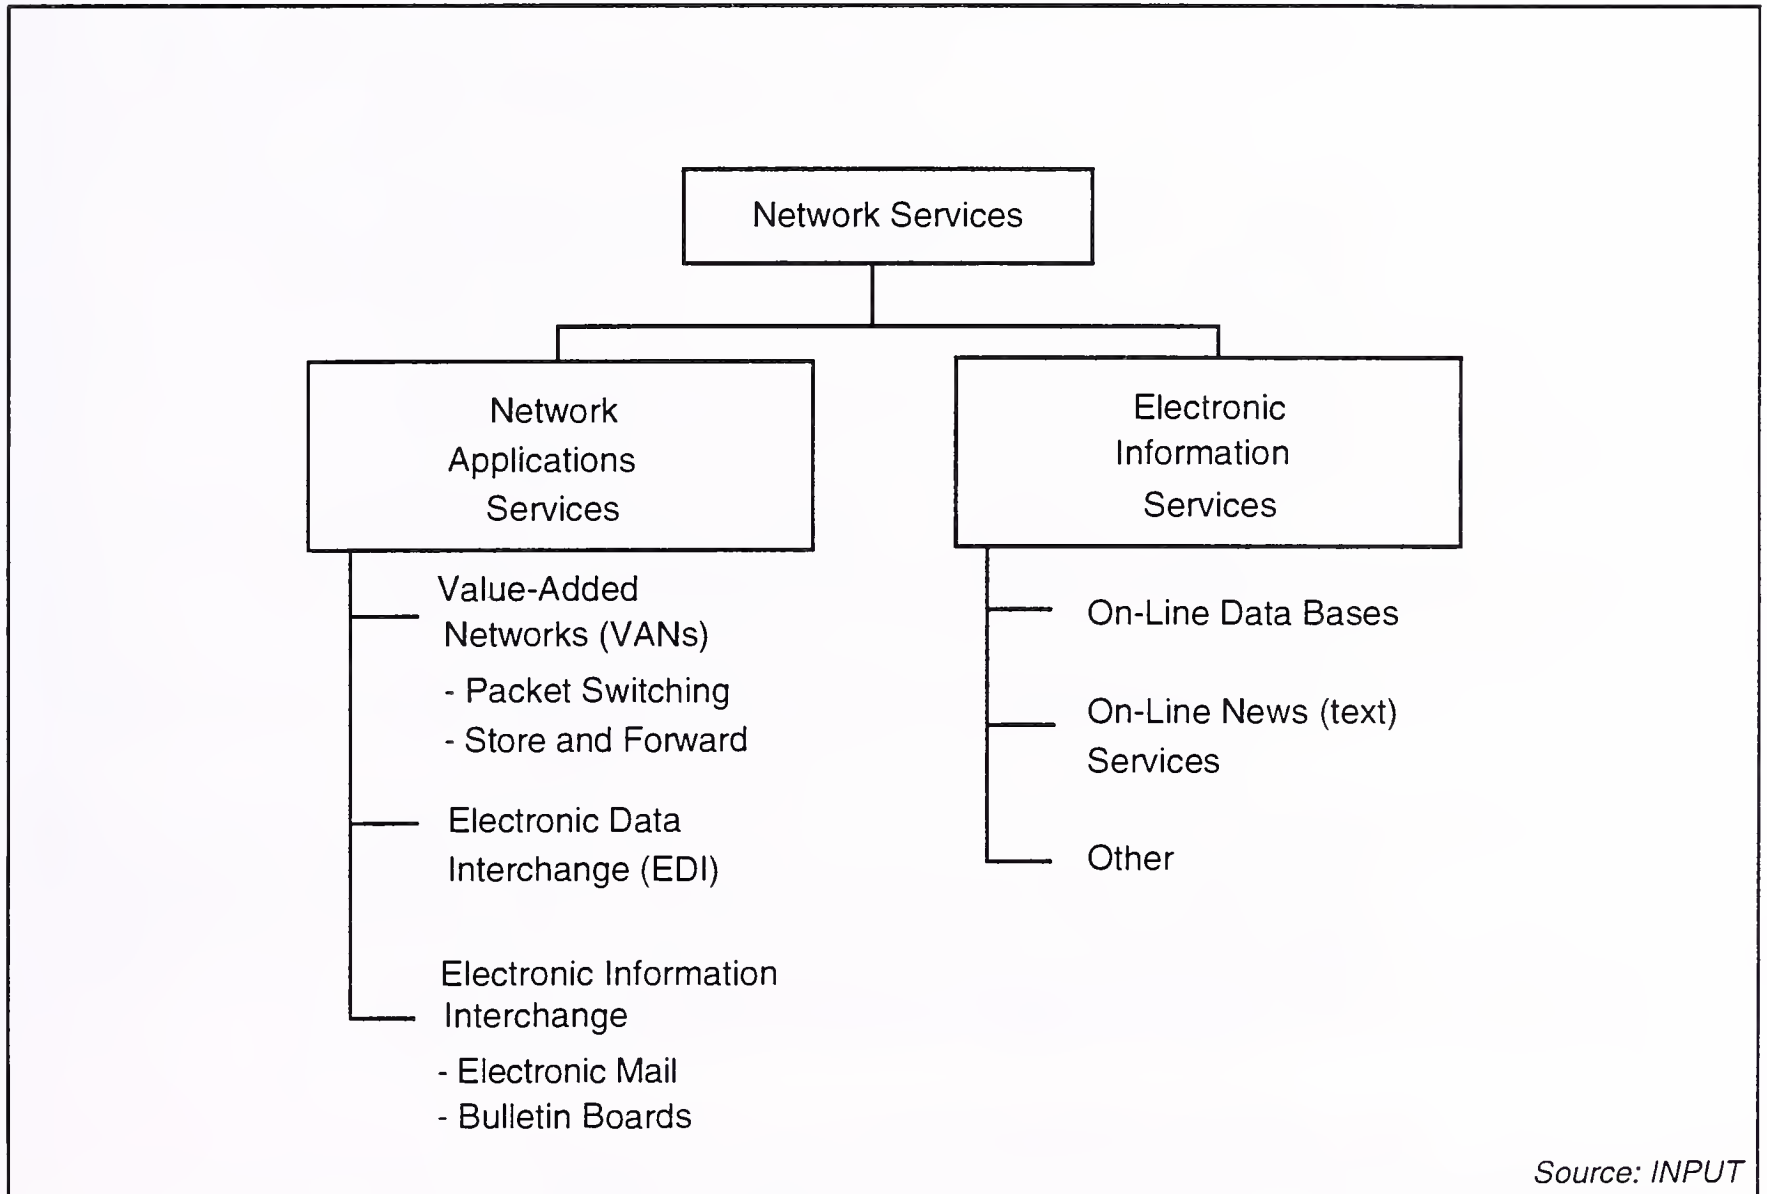 Network Services
Network
Applications
Services
Value-Added
Networks (VANs)
- Packet Switching
- Store and Forward
Electronic Data
Interchange (EDI)
Electronic Information
Interchange
- Electronic Mail
- Bulletin Boards
Electronic
Information
Services
On-Line Data Bases
On-Line News (text)
Services
Other
Source: INPUT